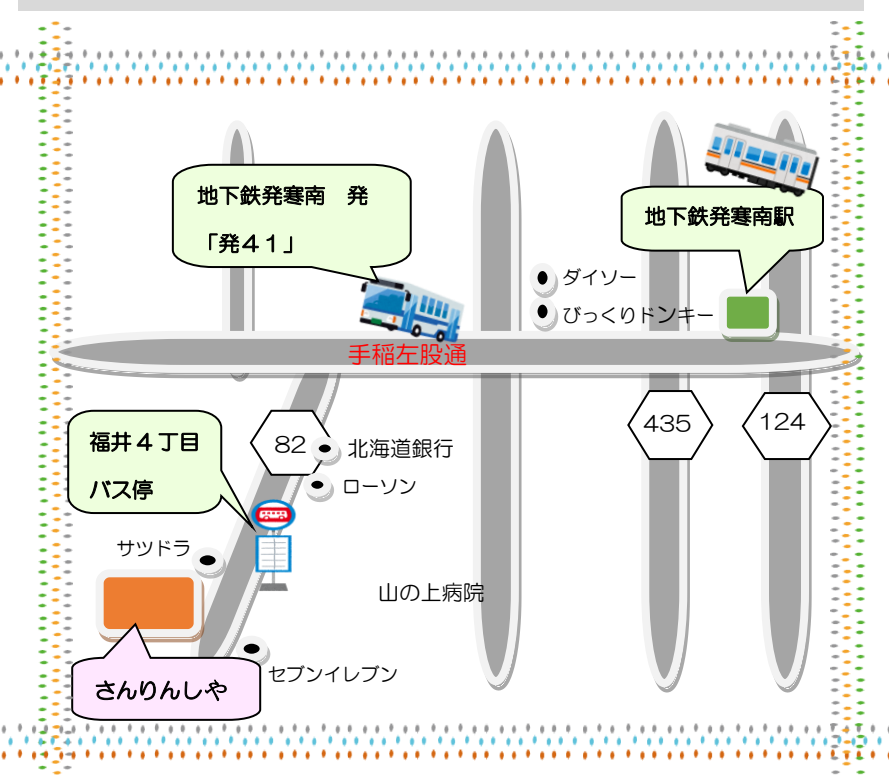 地下鉄発寒南　発
「発４１」
地下鉄発寒南駅
ダイソー
びっくりドンキー
手稲左股通
435
124
82
福井４丁目
バス停
北海道銀行
ローソン
サツドラ
山の上病院
さんりんしゃ
セブンイレブン